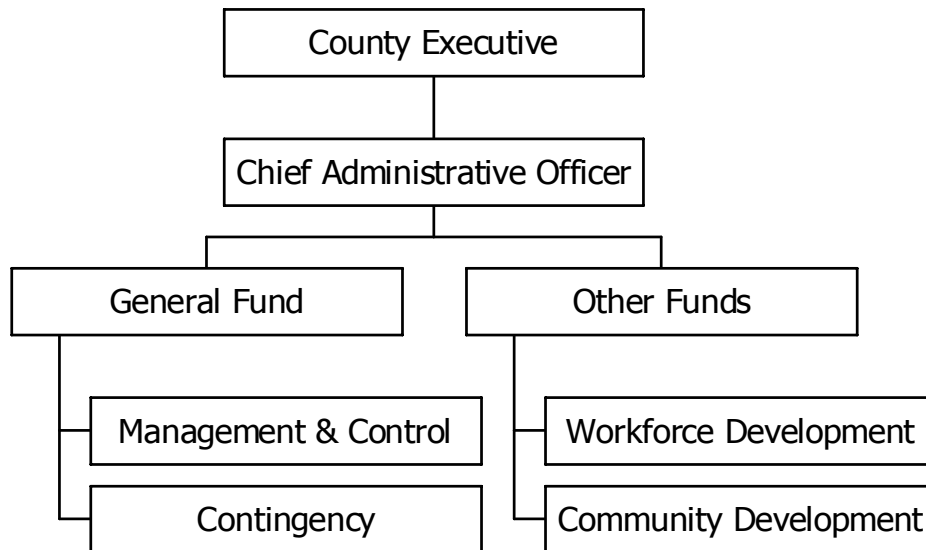 County Executive
Chief Administrative Officer
General Fund
Other Funds
Management & Control
Workforce Development
Contingency
Community Development